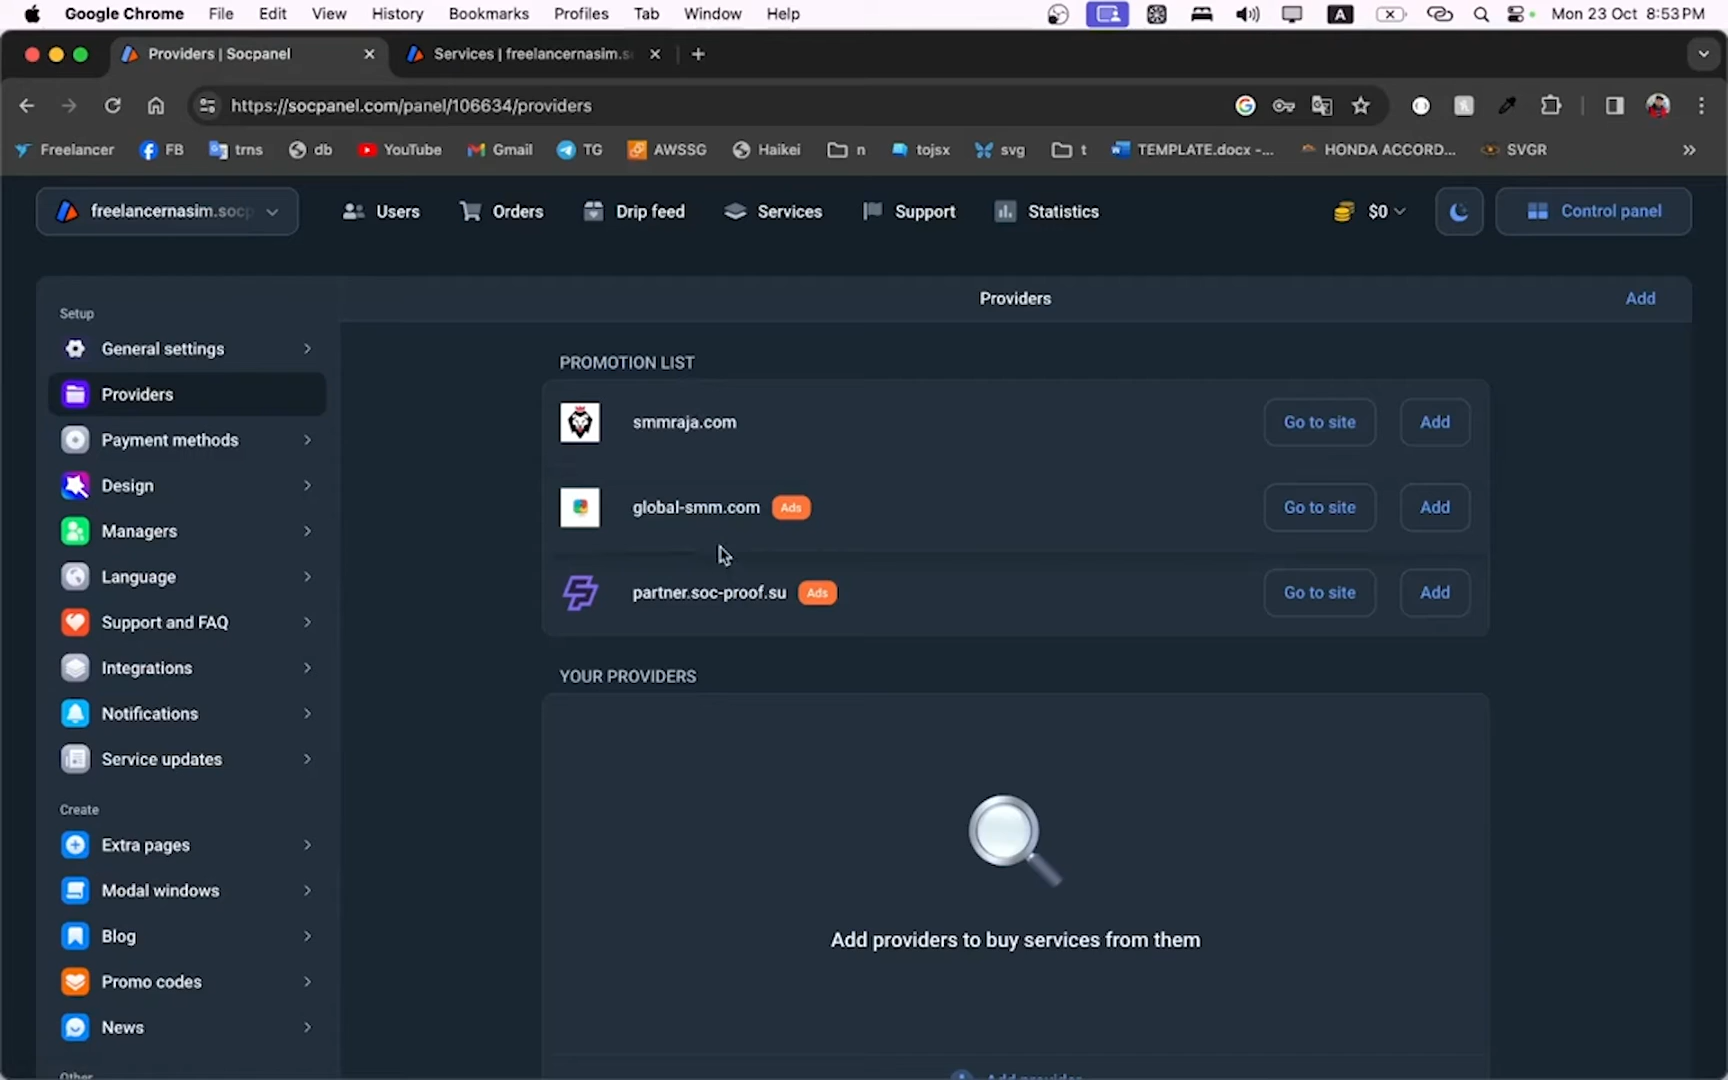 Google Chrome File Edit View History Bookmarks Profiles Tab Window Help A Mon 23 Oct 8:53 PM
Providers | Socpanel Services | freelancernasim.s
https://socpanel.com/panel/106634/providers
Freelancer FB trns db YouTube Gmail TG AWSSG Haikei n tojsx svg t TEMPLATE.docx -... HONDA ACCORD... SVGR »
freelancernasim.socp Users Orders Drip feed Services Support Statistics $0 Control panel
Providers Add
Setup
General settings
Providers
Payment methods
Design
Managers
Language
Support and FAQ
Integrations
Notifications
Service updates
Create
Extra pages
Modal windows
Blog
Promo codes
News
Other
PROMOTION LIST
smmraja.com Go to site Add
global-smm.com Ads Go to site Add
partner.soc-proof.su Ads Go to site Add
YOUR PROVIDERS
Add providers to buy services from them
Add provider